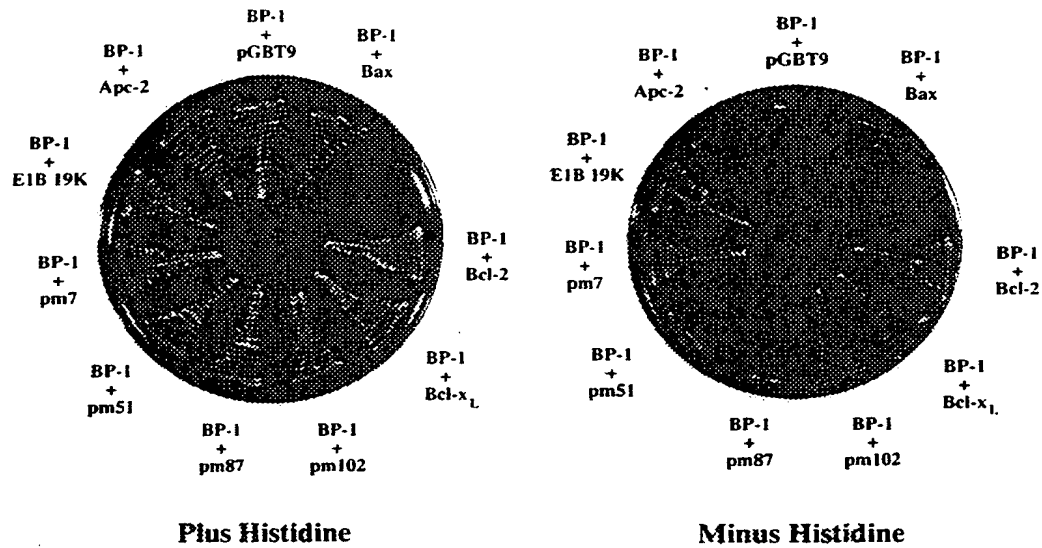 BP-1
+
pGBT9
BP-1
+
Bax
BP-1
+
Apc-2
BP-1
+
E1B 19K
BP-1
+
pm7
BP-1
+
pm51
BP-1
+
pm87
BP-1
+
pm102
BP-1
+
Bcl-xL
BP-1
+
Bcl-2
Plus Histidine
BP-1
+
pGBT9
BP-1
+
Bax
BP-1
+
Apc-2
BP-1
+
E1B 19K
BP-1
+
pm7
BP-1
+
pm51
BP-1
+
pm87
BP-1
+
pm102
BP-1
+
Bcl-xL
BP-1
+
Bcl-2
Minus Histidine